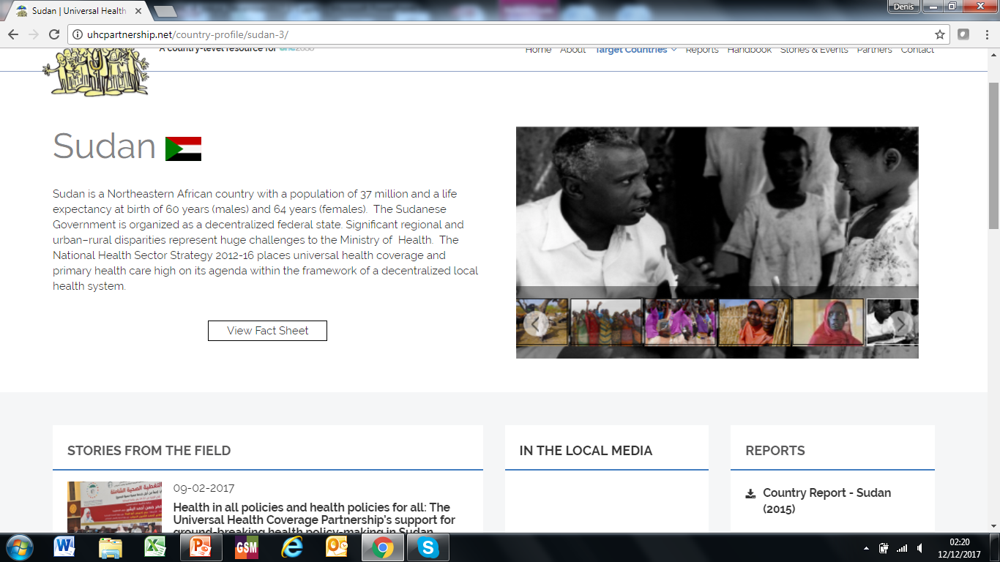 Sudan | Universal Health
Denis
uhcpartnership.net/country-profile/sudan-3/
A country-level resource for uhc2030
Home About Target Countries Reports Handbook Stories & Events Partners Contact
Sudan
Sudan is a Northeastern African country with a population of 37 million and a life
expectancy at birth of 60 years (males) and 64 years (females). The Sudanese
Government is organized as a decentralized federal state. Significant regional and
urban–rural disparities represent huge challenges to the Ministry of Health. The
National Health Sector Strategy 2012-16 places universal health coverage and
primary health care high on its agenda within the framework of a decentralized local
health system.
View Fact Sheet
STORIES FROM THE FIELD
التغطية الصحية الشاملة
09-02-2017
Health in all policies and health policies for all: The
Universal Health Coverage Partnership's support for
ground-breaking health policy-making in Sudan
IN THE LOCAL MEDIA
REPORTS
Country Report - Sudan
(2015)
GSM
02:20
12/12/2017